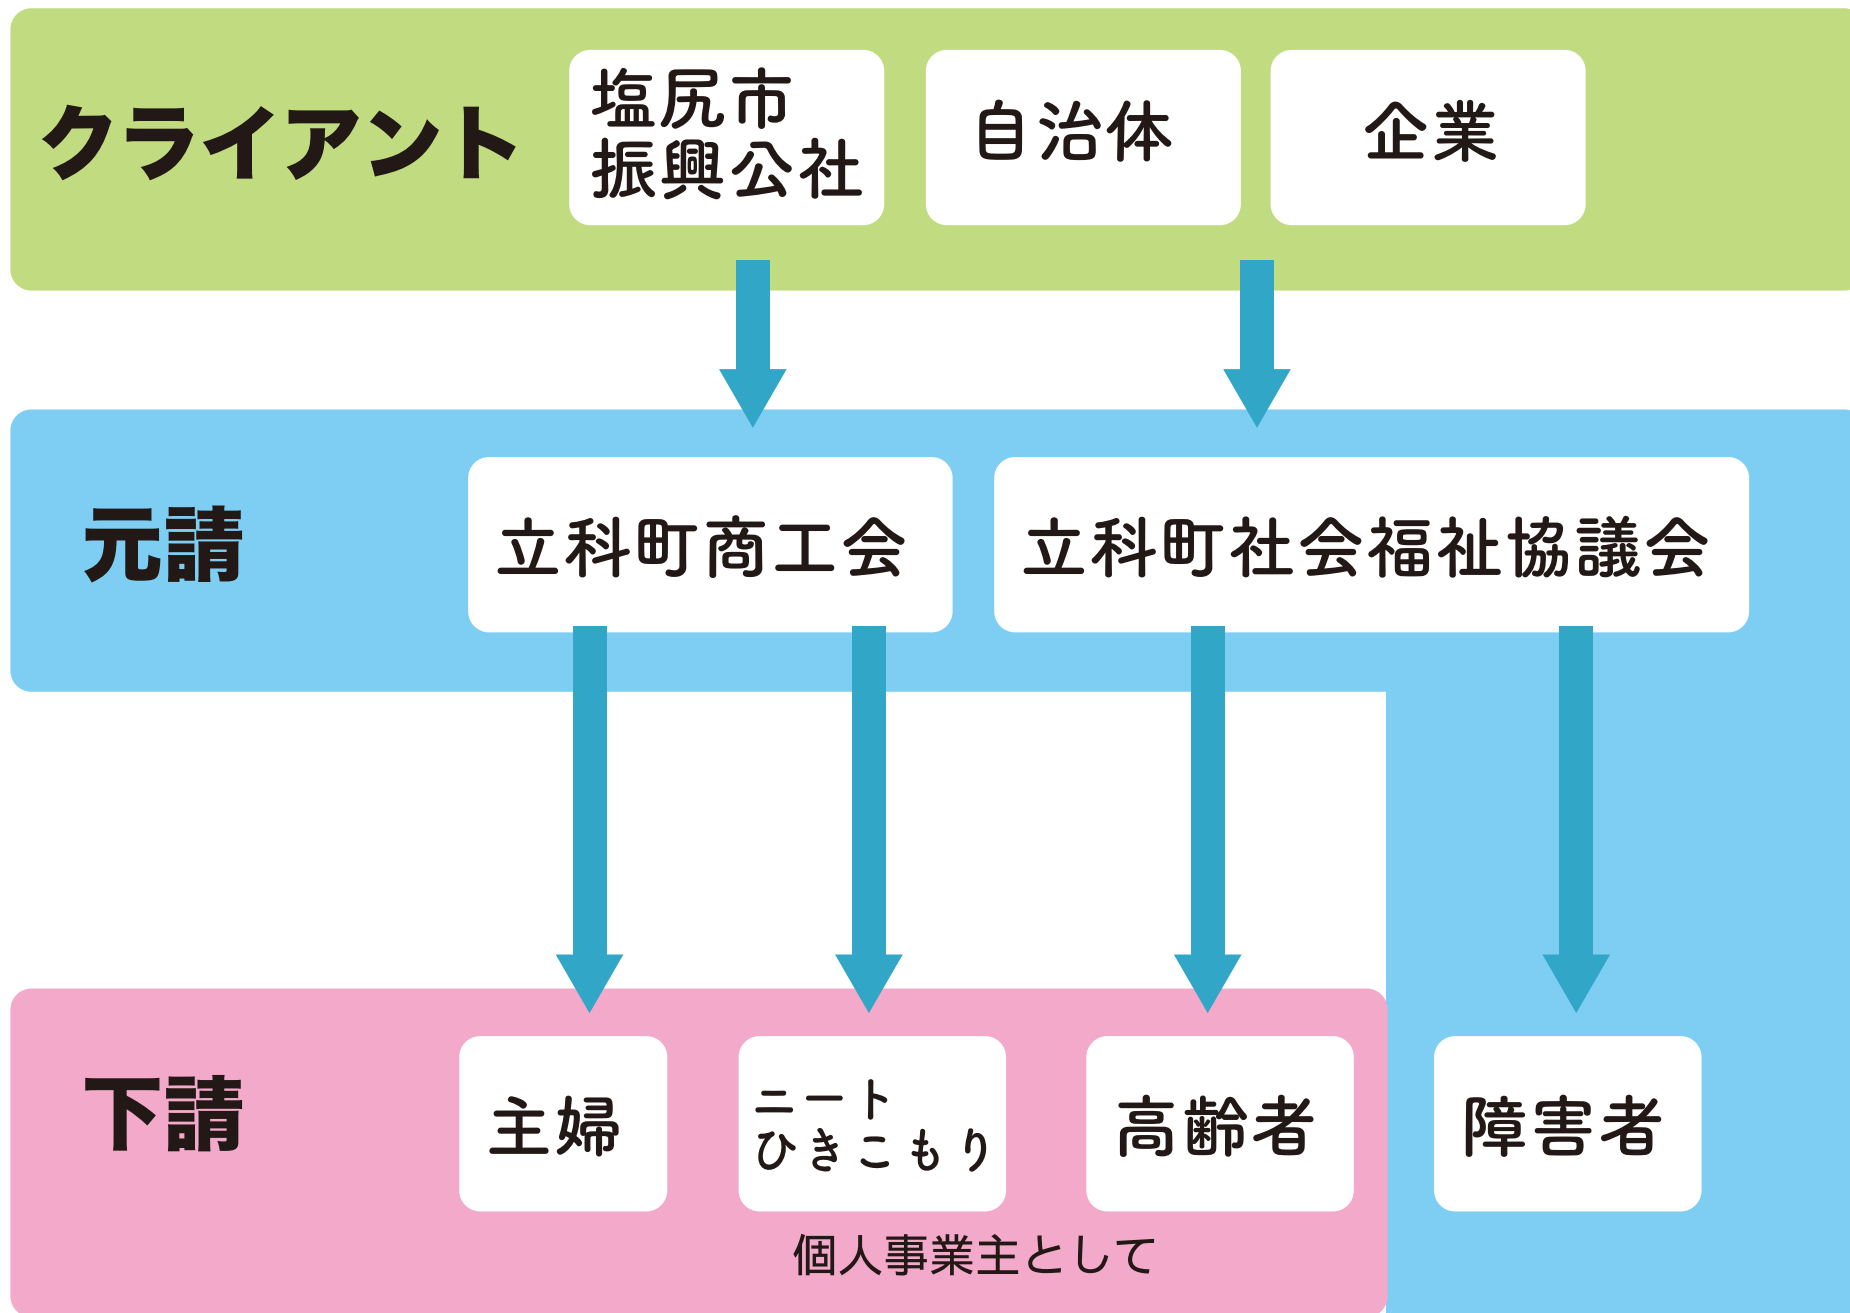 クライアント
塩尻市
振興公社
自治体
企業
元請
立科町商工会
立科町社会福祉協議会
下請
主婦
ニート
ひきこもり
高齢者
障害者
個人事業主として